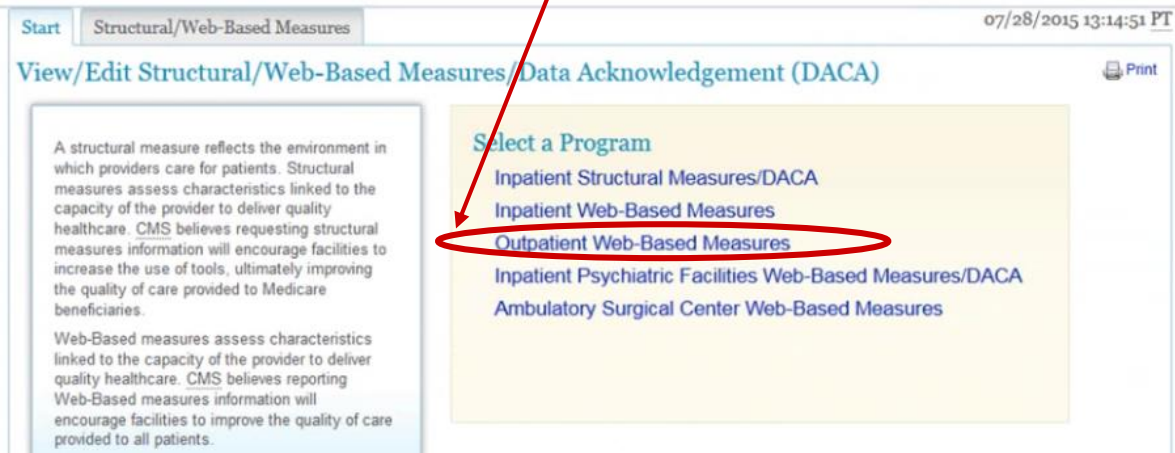 Start Structural/Web-Based Measures 07/28/2015 13:14:51 PT
View/Edit Structural/Web-Based Measures/Data Acknowledgement (DACA) Print
A structural measure reflects the environment in
which providers care for patients. Structural
measures assess characteristics linked to the
capacity of the provider to deliver quality
healthcare. CMS believes requesting structural
measures information will encourage facilities to
increase the use of tools, ultimately improving
the quality of care provided to Medicare
beneficiaries.
Web-Based measures assess characteristics
linked to the capacity of the provider to deliver
quality healthcare. CMS believes reporting
Web-Based measures information will
encourage facilities to improve the quality of care
provided to all patients.
Select a Program
Inpatient Structural Measures/DACA
Inpatient Web-Based Measures
Outpatient Web-Based Measures
Inpatient Psychiatric Facilities Web-Based Measures/DACA
Ambulatory Surgical Center Web-Based Measures